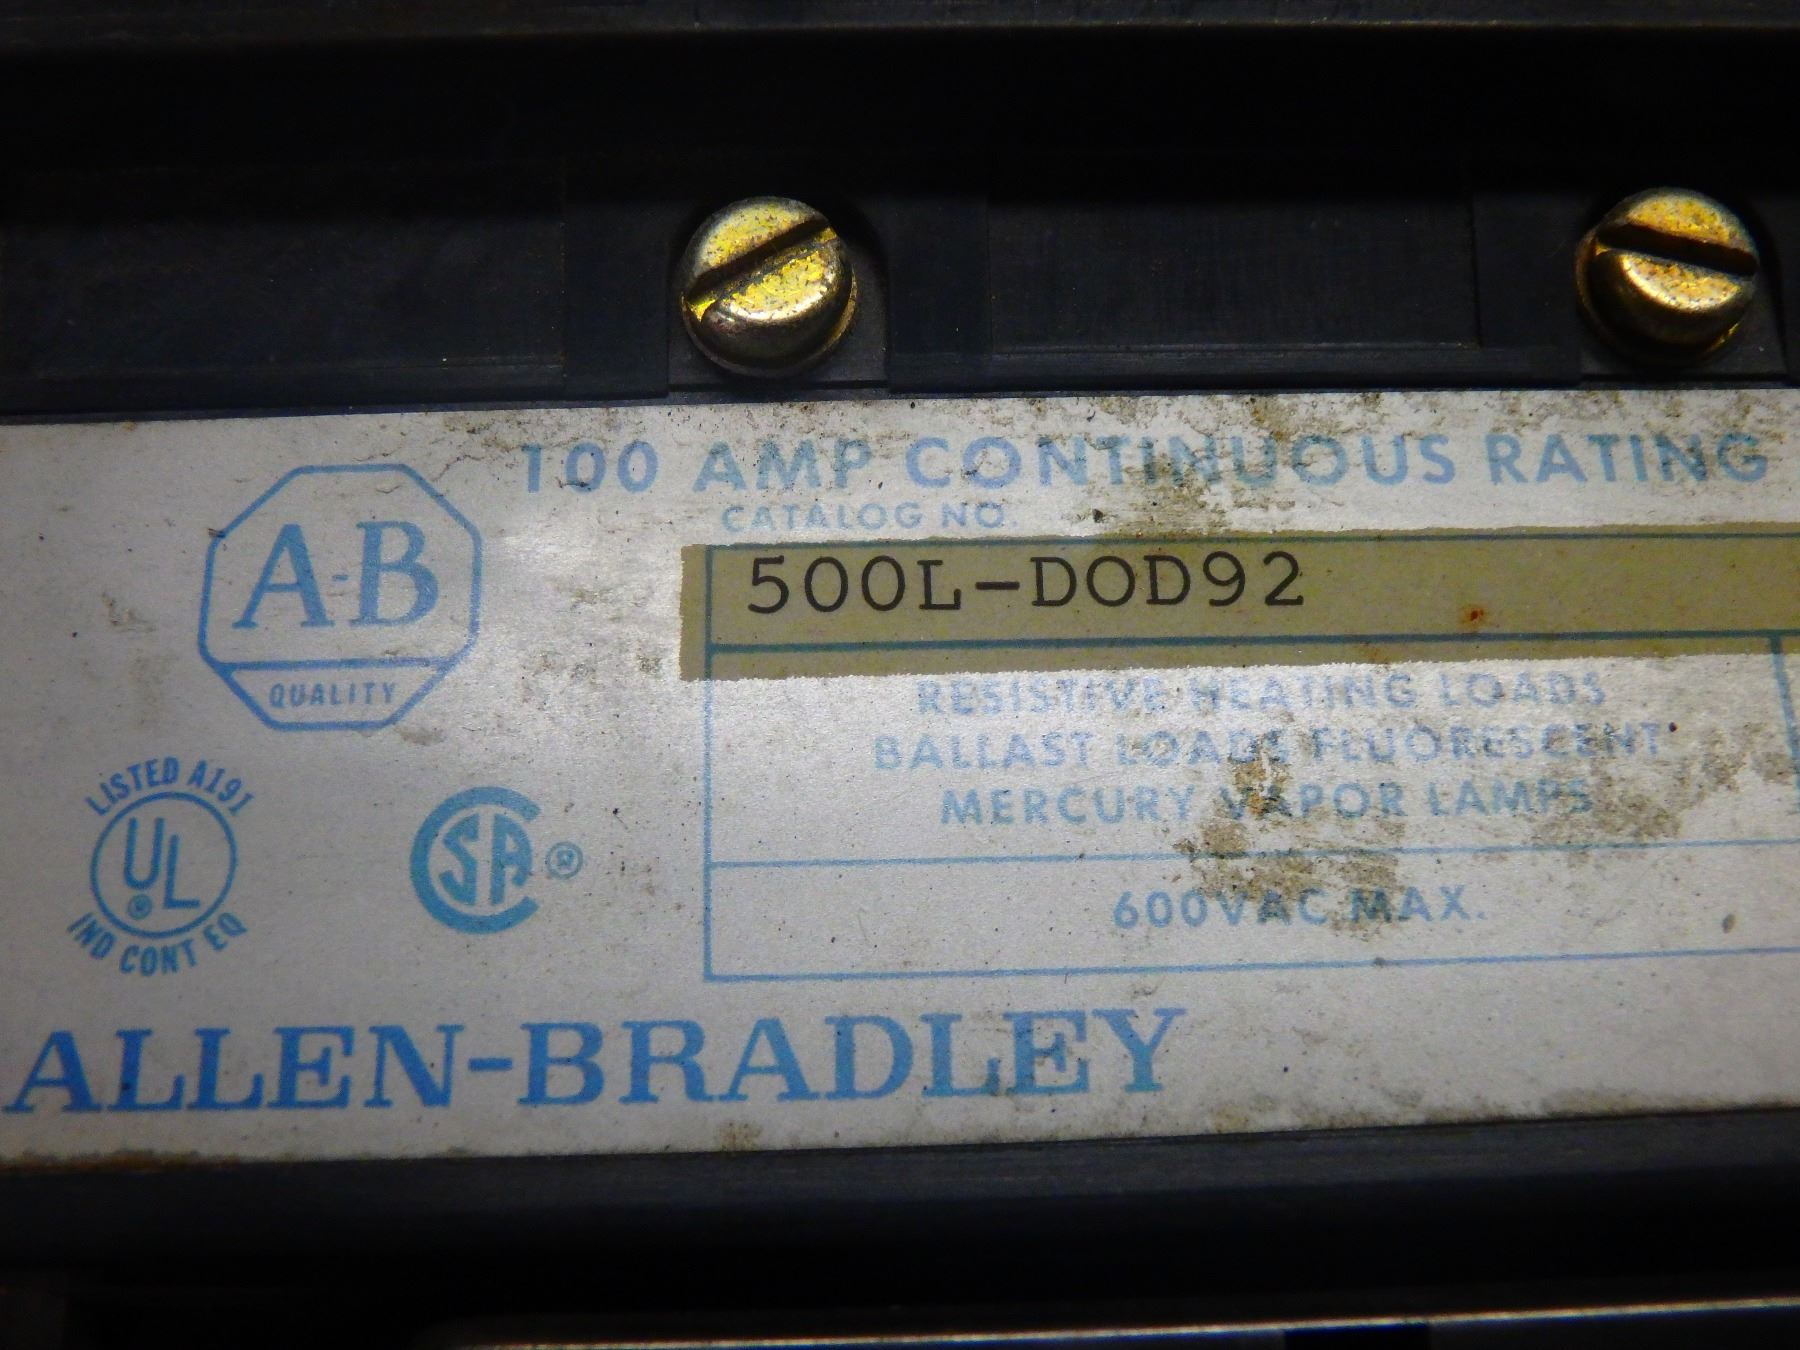 100 AMP CONTINUOUS RATING
CATALOG NO.
500L-DOD92
A-B
QUALITY
RESISTIVE HEATING LOADS
BALLAST LOADS FLUORESCENT
MERCURY VAPOR LAMPS
600VAC MAX.
LISTED A191
UL®
IND CONT EQ
CSA®
ALLEN-BRADLEY